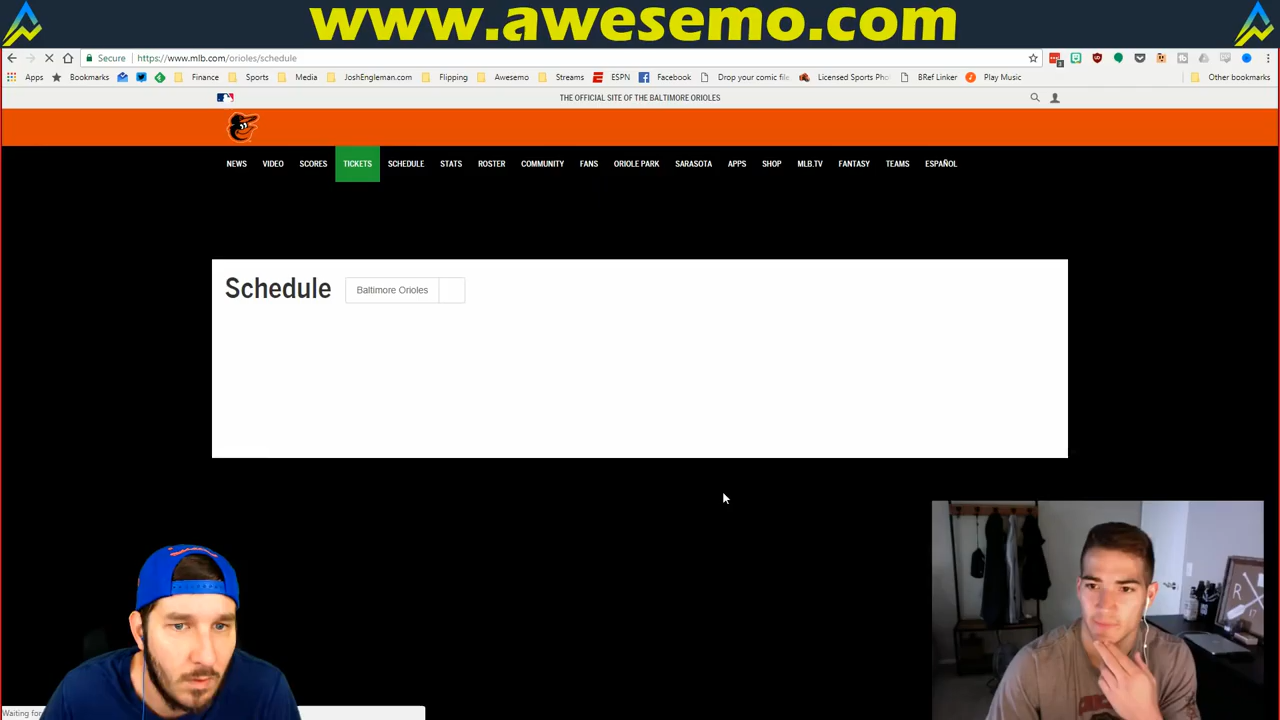 www.awesemo.com
Secure https://www.mlb.com/orioles/schedule
Apps Bookmarks Finance Sports Media JoshEngleman.com Flipping Awesemo Streams ESPN Facebook Drop your comic file Licensed Sports Pho BRef Linker Play Music Other bookmarks
THE OFFICIAL SITE OF THE BALTIMORE ORIOLES
NEWS VIDEO SCORES TICKETS SCHEDULE STATS ROSTER COMMUNITY FANS ORIOLE PARK SARASOTA APPS SHOP MLB.TV FANTASY TEAMS ESPAÑOL
Schedule Baltimore Orioles
R
17
Waiting for